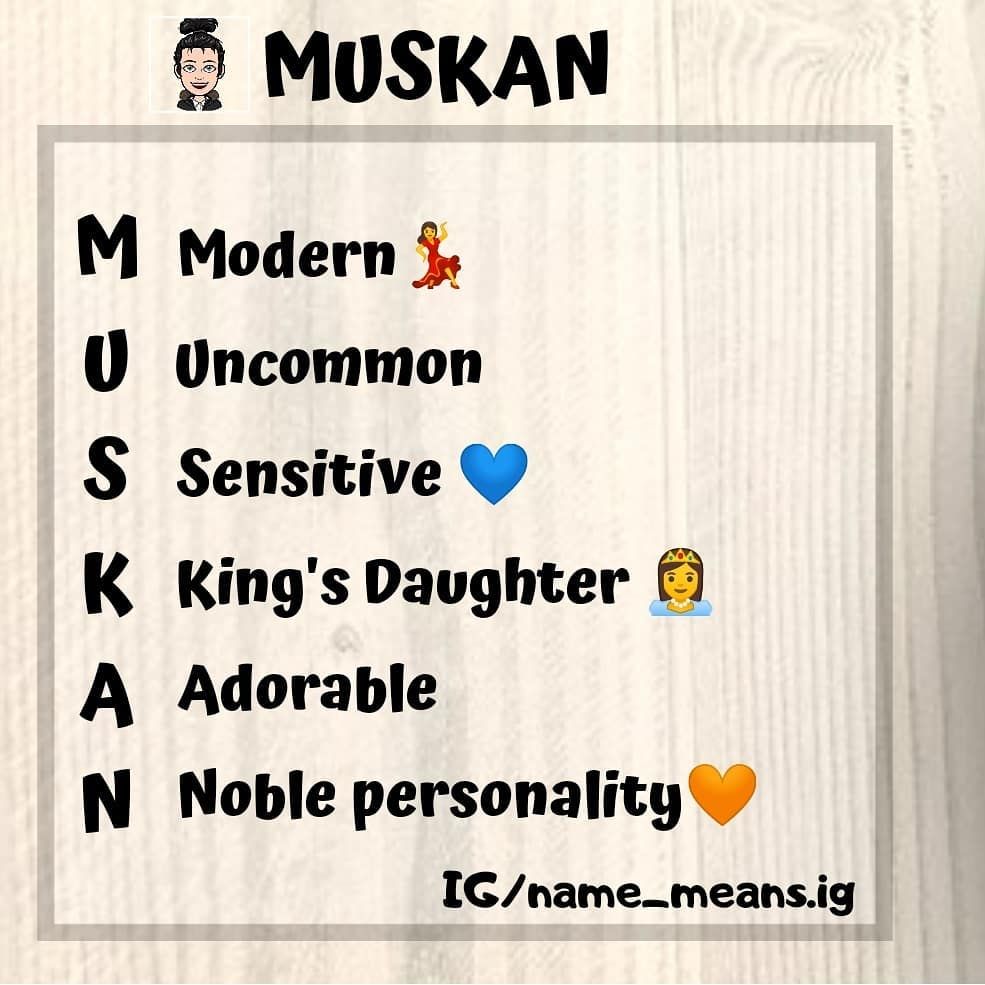 MUSKAN
M Modern💃
U Uncommon
S Sensitive 💙
K King's Daughter 👸
A Adorable
N Noble personality🧡
IG/name_means.ig